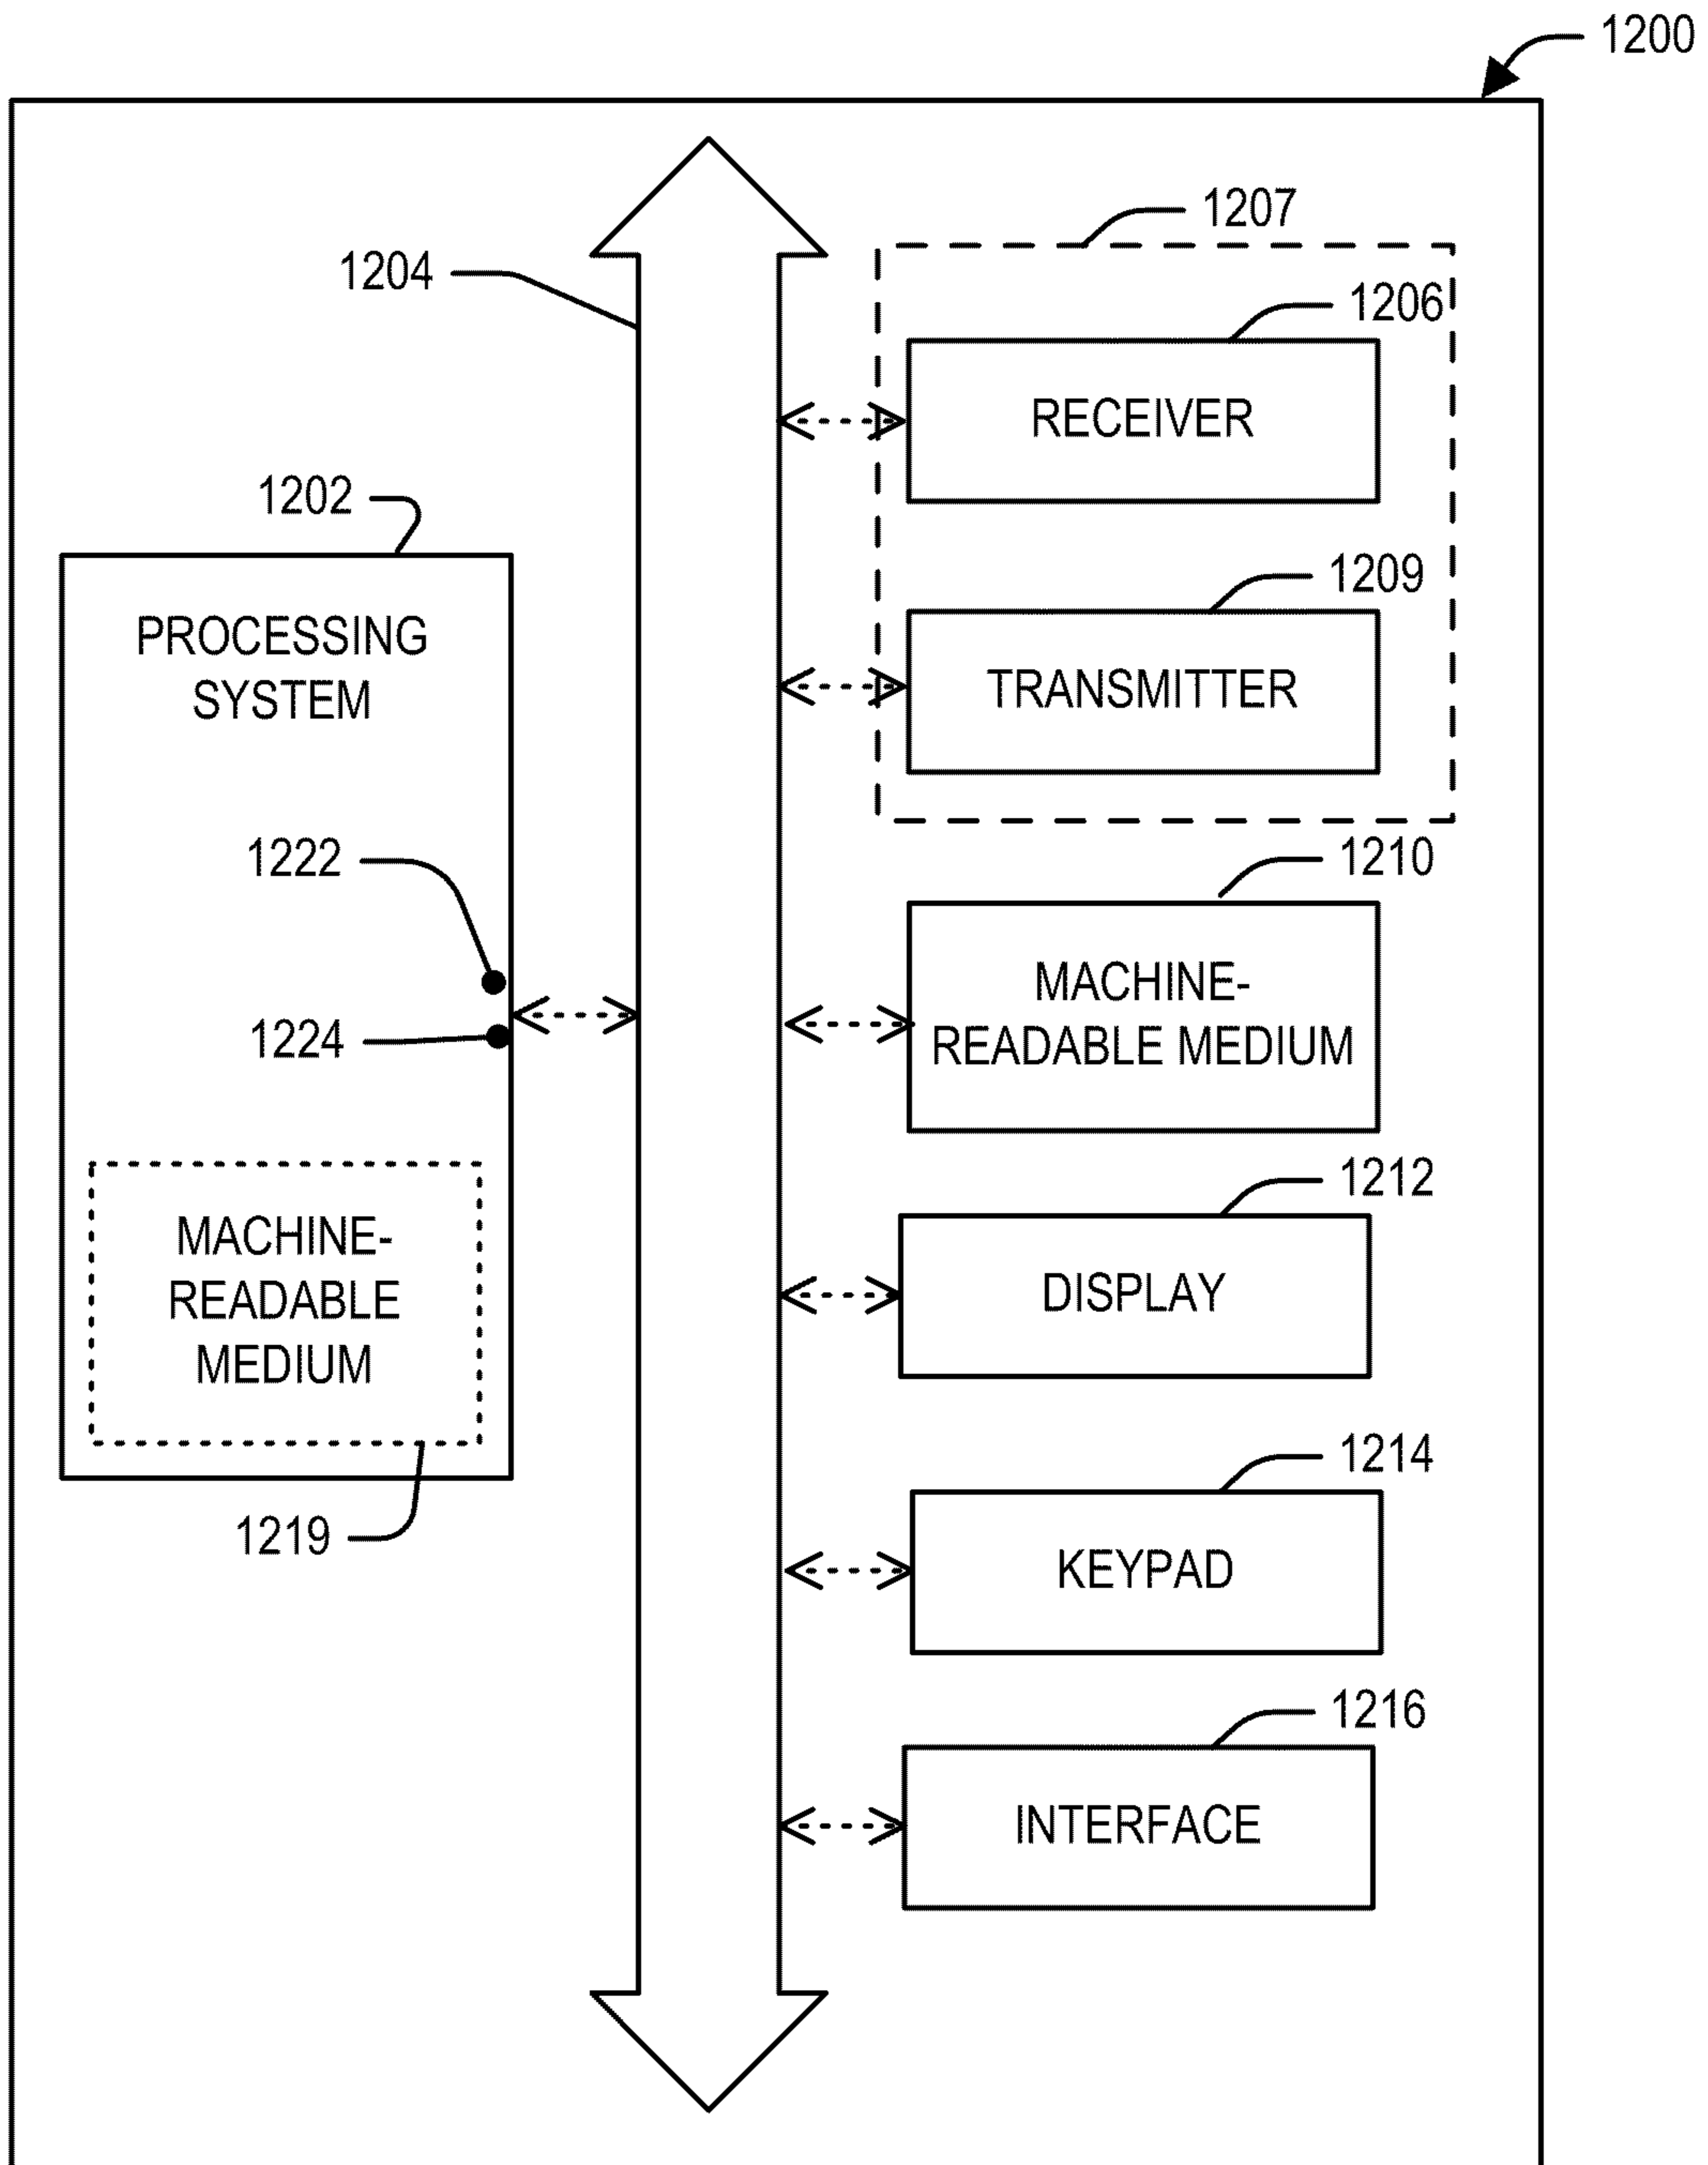 1200
1207
1204
1206
RECEIVER
1202
1209
PROCESSING
SYSTEM
TRANSMITTER
1222
1210
MACHINE-
READABLE MEDIUM
1224
1212
MACHINE-
READABLE
MEDIUM
DISPLAY
1214
1219
KEYPAD
1216
INTERFACE